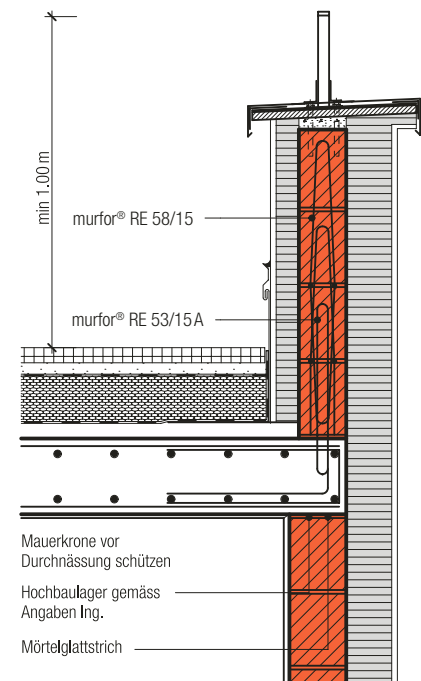 min 1.00 m
murfor® RE 58/15
murfor® RE 53/15 A
Mauerkrone vor
Durchnässung schützen
Hochbaulager gemäss
Angaben Ing.
Mörtelglattstrich